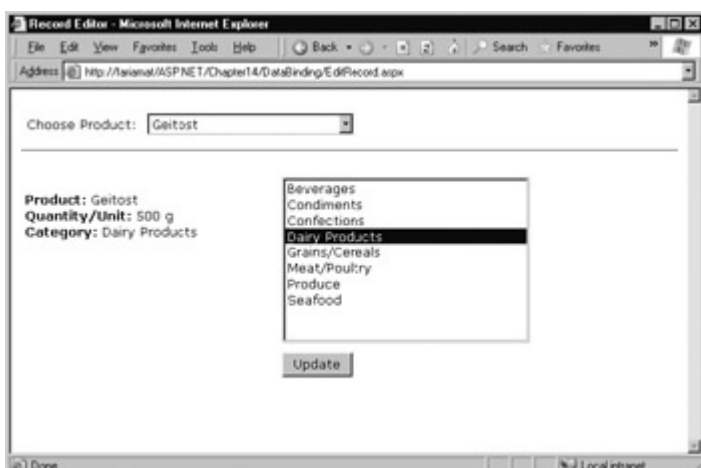 Record Editor - Microsoft Internet Explorer
File Edit View Favorites Tools Help Back Search Favorites »
Address http://fariamat/ASP.NET/Chapter14/DataBinding/EditRecord.aspx
Choose Product: Geitost
Product: Geitost
Quantity/Unit: 500 g
Category: Dairy Products
Beverages
Condiments
Confections
Dairy Products
Grains/Cereals
Meat/Poultry
Produce
Seafood
Update
Done Local intranet